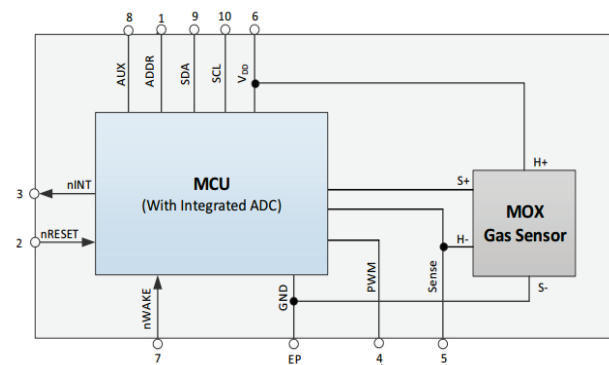 8
1
9
10
6
AUX
ADDR
SDA
SCL
VDD
H+
MCU
(With Integrated ADC)
S+
MOX
Gas Sensor
3
nINT
2
nRESET
H-
S-
nWAKE
GND
PWM
Sense
7
EP
4
5